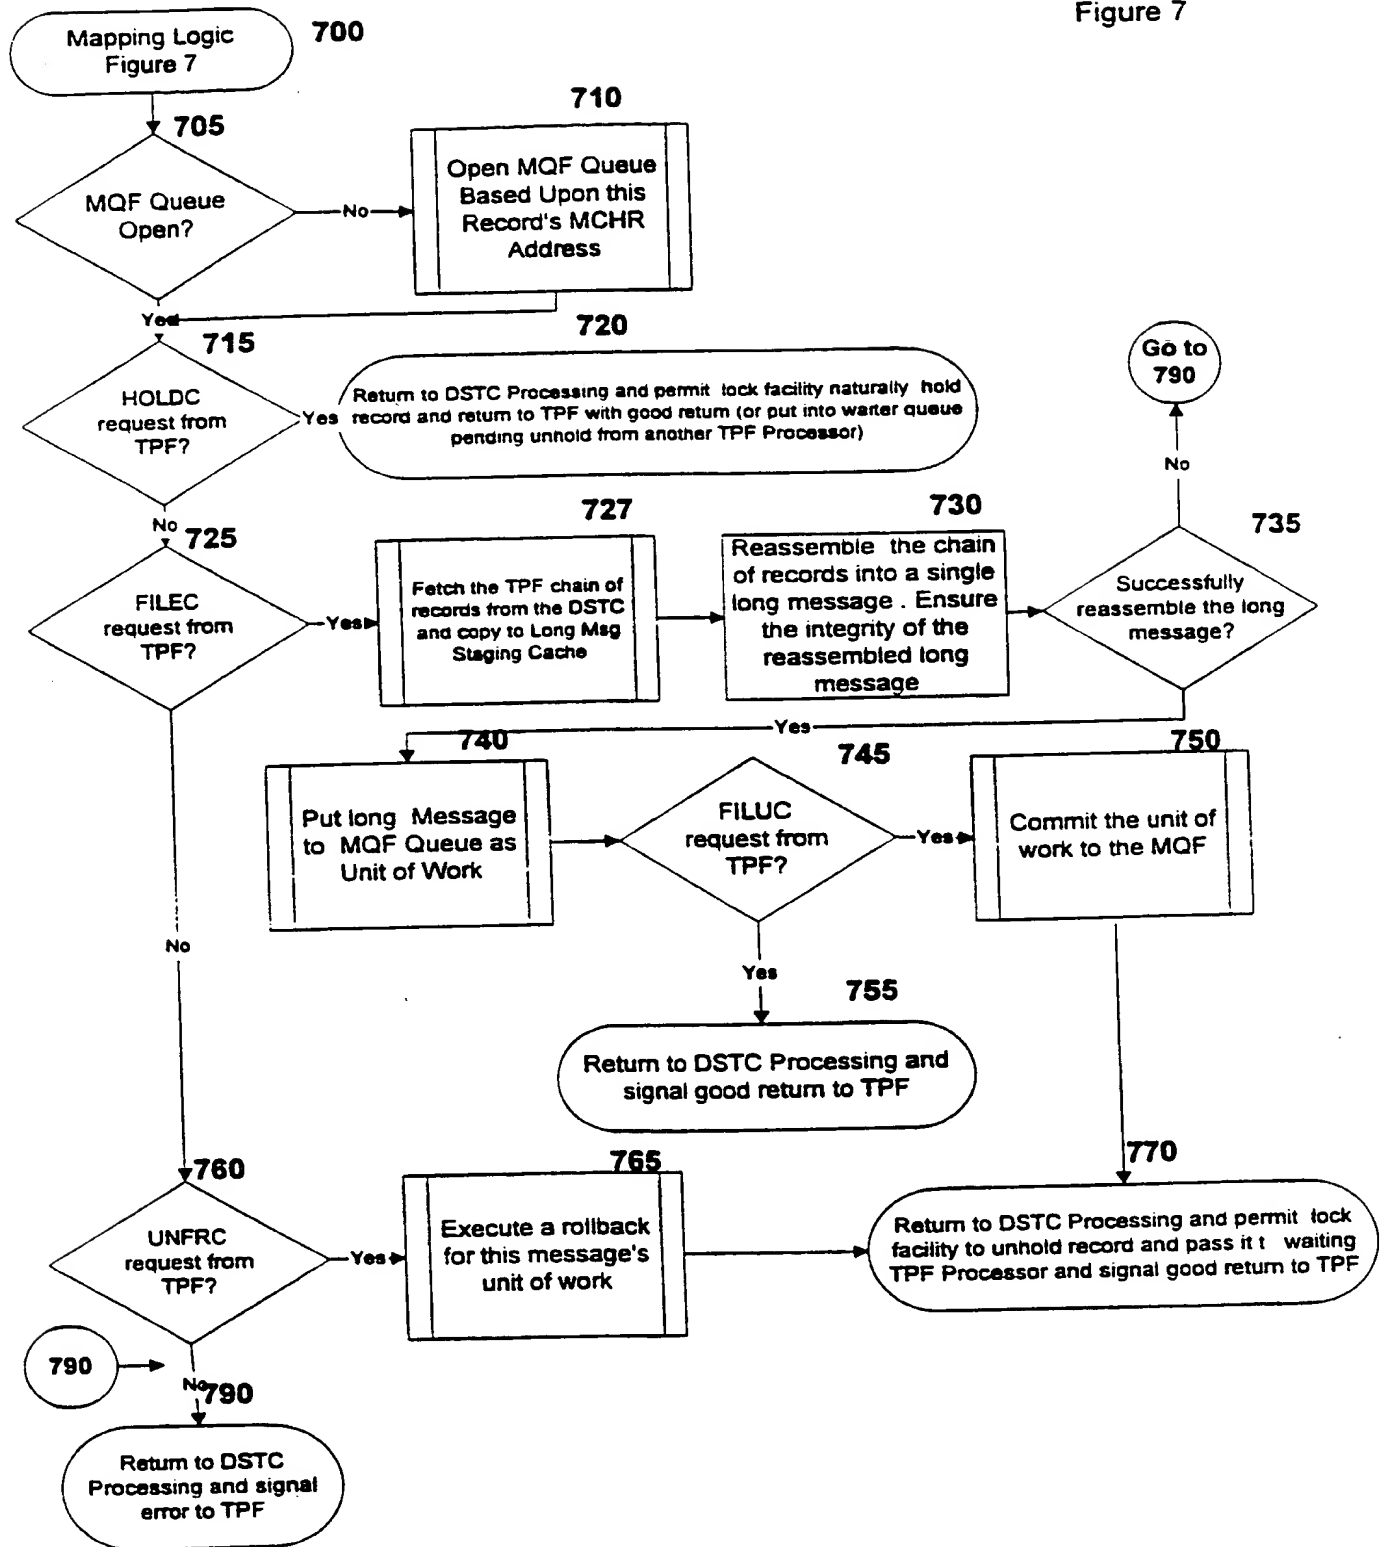 Figure 7
Mapping Logic
Figure 7
700
705
MQF Queue
Open?
No
710
Open MQF Queue
Based Upon this
Record's MCHR
Address
Yes
715
HOLDC
request from
TPF?
Yes
720
Return to DSTC Processing and permit lock facility naturally hold
record and return to TPF with good return (or put into waiter queue
pending unhold from another TPF Processor)
No
725
FILEC
request from
TPF?
Yes
727
Fetch the TPF chain of
records from the DSTC
and copy to Long Msg
Staging Cache
730
Reassemble the chain
of records into a single
long message . Ensure
the integrity of the
reassembled long
message
735
Successfully
reassemble the long
message?
No
Go to
790
Yes
740
Put long Message
to MQF Queue as
Unit of Work
745
FILUC
request from
TPF?
Yes
750
Commit the unit of
work to the MQF
Yes
755
Return to DSTC Processing and
signal good return to TPF
No
760
UNFRC
request from
TPF?
Yes
765
Execute a rollback
for this message's
unit of work
770
Return to DSTC Processing and permit lock
facility to unhold record and pass it t waiting
TPF Processor and signal good return to TPF
790
No
790
Return to DSTC
Processing and signal
error to TPF